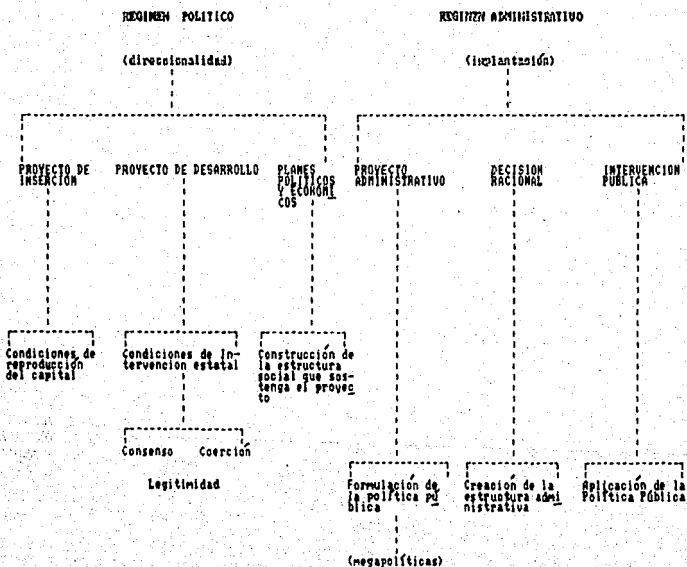 REGIMEN POLITICO
REGIMEN ADMINISTRATIVO
(direccionalidad)
(implantasión)
PROYECTO DE
INSERCION
PROYECTO DE DESARROLLO
PLANES
POLITICOS
Y ECONOMI
COS
PROYECTO
ADMINISTRATIVO
DECISION
RACIONAL
INTERVENCION
PUBLICA
Condiciones de
reproducción
del capital
Condiciones de In-
tervención estatal
Construcción de
la estructura
social que sos-
tenga el proyec
to
Consenso Coerción
Legitimidad
Formulación de
la política pú
blica
Creación de la
estructura admi
nistrativa
Aplicación de la
Política Pública
(megapolíticas)